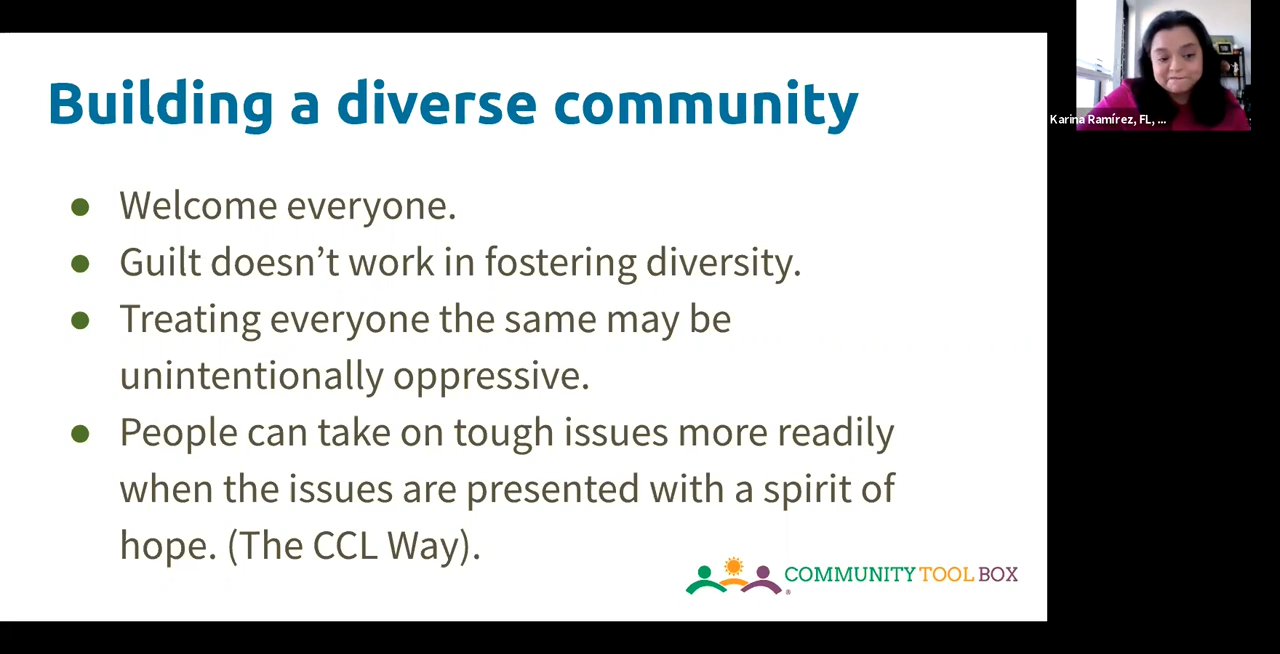 Building a diverse community
● Welcome everyone.
● Guilt doesn’t work in fostering diversity.
● Treating everyone the same may be
unintentionally oppressive.
● People can take on tough issues more readily
when the issues are presented with a spirit of
hope. (The CCL Way).
COMMUNITY TOOL BOX
®
Karina Ramírez, FL, ...